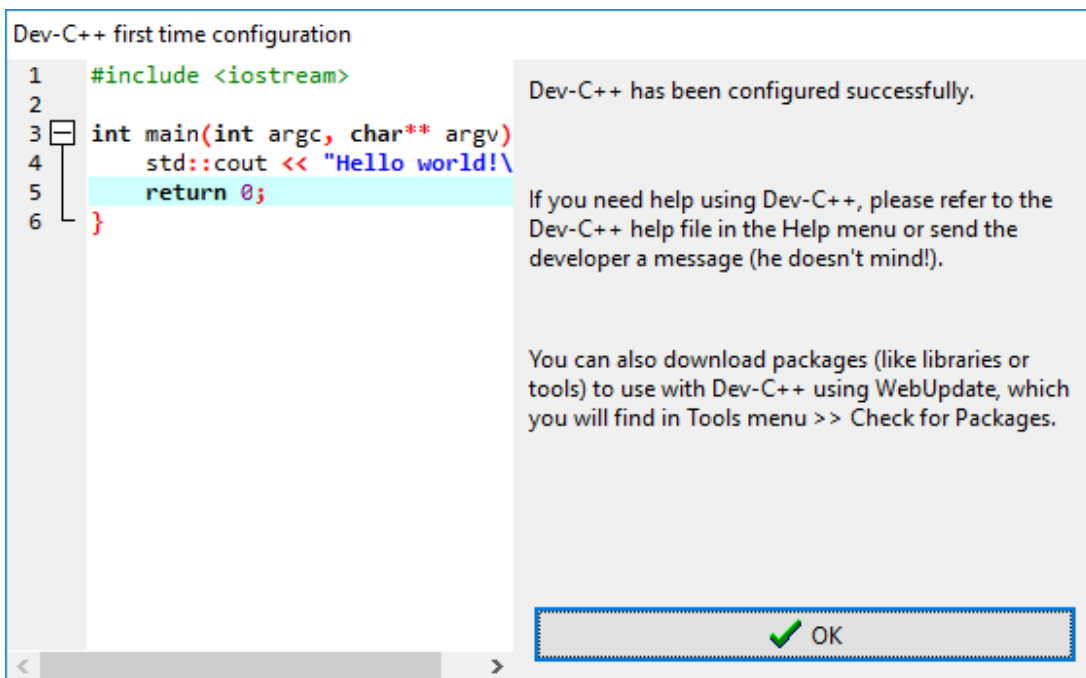 Dev-C++ first time configuration
1 #include <iostream>
2
3 int main(int argc, char** argv)
4 std::cout << "Hello world!\
5 return 0;
6 }
Dev-C++ has been configured successfully.
If you need help using Dev-C++, please refer to the
Dev-C++ help file in the Help menu or send the
developer a message (he doesn't mind!).
You can also download packages (like libraries or
tools) to use with Dev-C++ using WebUpdate, which
you will find in Tools menu >> Check for Packages.
OK